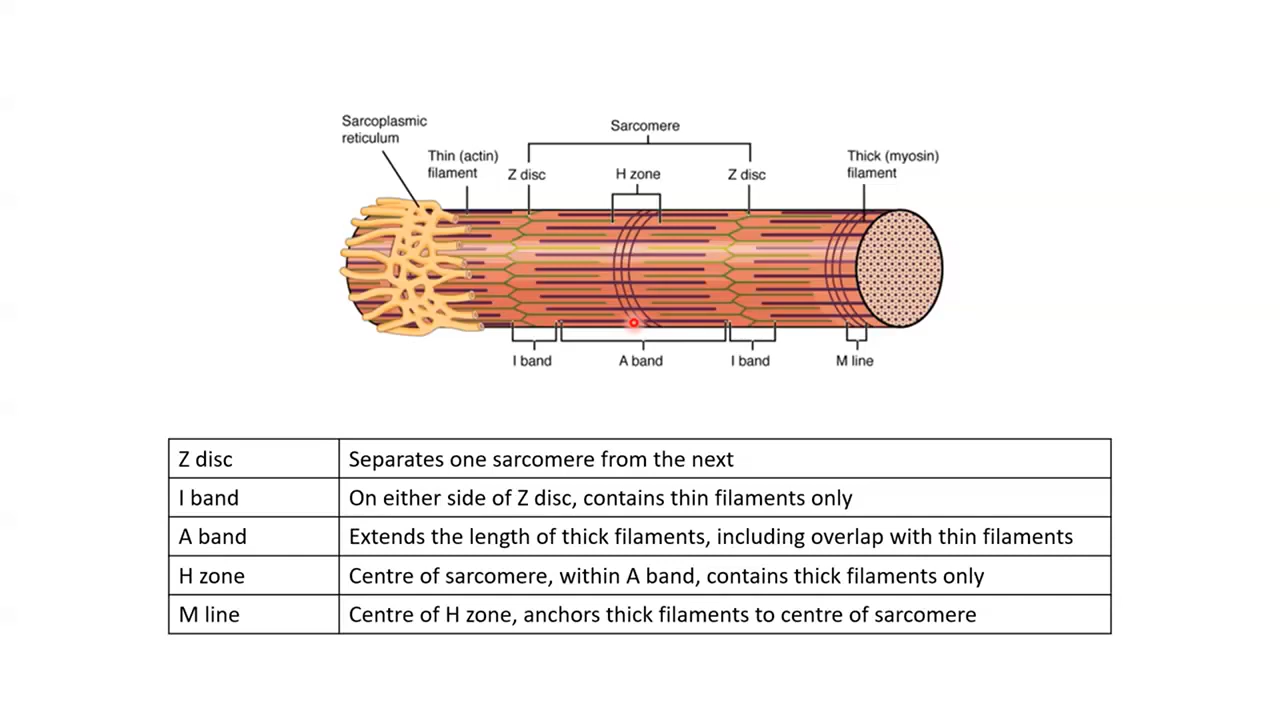 Sarcoplasmic
reticulum
Sarcomere
Thin (actin)
filament
Z disc
H zone
Z disc
Thick (myosin)
filament
I band
A band
I band
M line
Z disc Separates one sarcomere from the next
I band On either side of Z disc, contains thin filaments only
A band Extends the length of thick filaments, including overlap with thin filaments
H zone Centre of sarcomere, within A band, contains thick filaments only
M line Centre of H zone, anchors thick filaments to centre of sarcomere